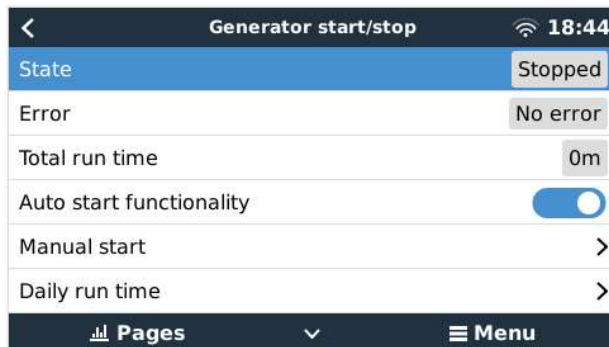 Generator start/stop 18:44
State Stopped
Error No error
Total run time 0m
Auto start functionality
Manual start
Daily run time
Pages Menu